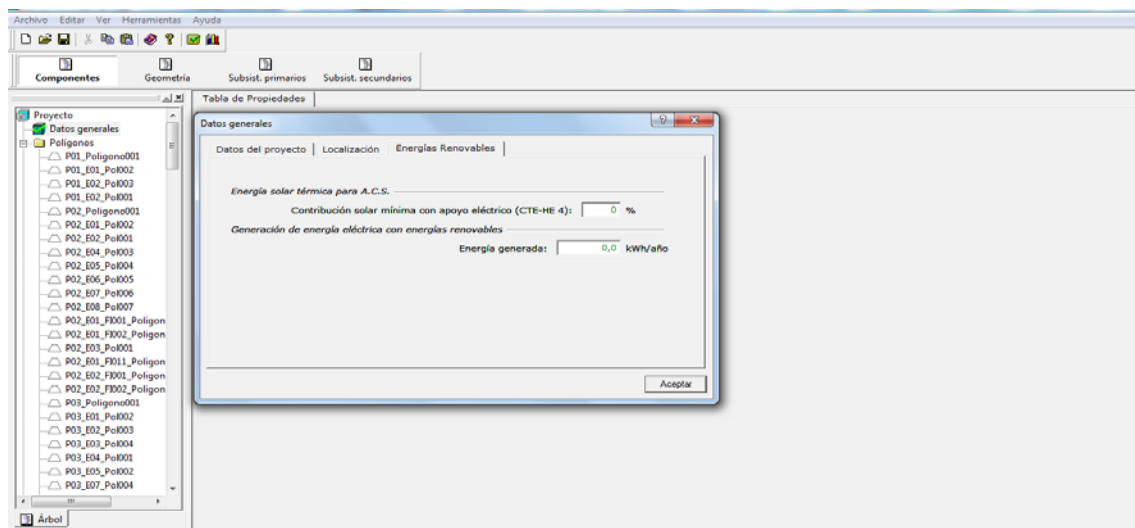 Archivo Editar Ver Herramientas Ayuda
Componentes Geometría Subsist. primarios Subsist. secundarios
Tabla de Propiedades
Proyecto
Datos generales
Polígonos
P01_Poligono001
P01_E01_Pol002
P01_E02_Pol003
P01_E02_Pol001
P02_Poligono001
P02_E01_Pol002
P02_E02_Pol001
P02_E04_Pol003
P02_E05_Pol004
P02_E06_Pol005
P02_E07_Pol006
P02_E08_Pol007
P02_E01_FI001_Poligon
P02_E01_FI002_Poligon
P02_E03_Pol001
P02_E01_FI011_Poligon
P02_E02_FI001_Poligon
P02_E02_FI002_Poligon
P03_Poligono001
P03_E01_Pol002
P03_E02_Pol003
P03_E03_Pol004
P03_E04_Pol001
P03_E05_Pol002
P03_E07_Pol004
Árbol
Datos generales
Datos del proyecto Localización Energías Renovables
Energía solar térmica para A.C.S.
Contribución solar mínima con apoyo eléctrico (CTE-HE 4): 0 %
Generación de energía eléctrica con energías renovables
Energía generada: 0,0 kWh/año
Aceptar